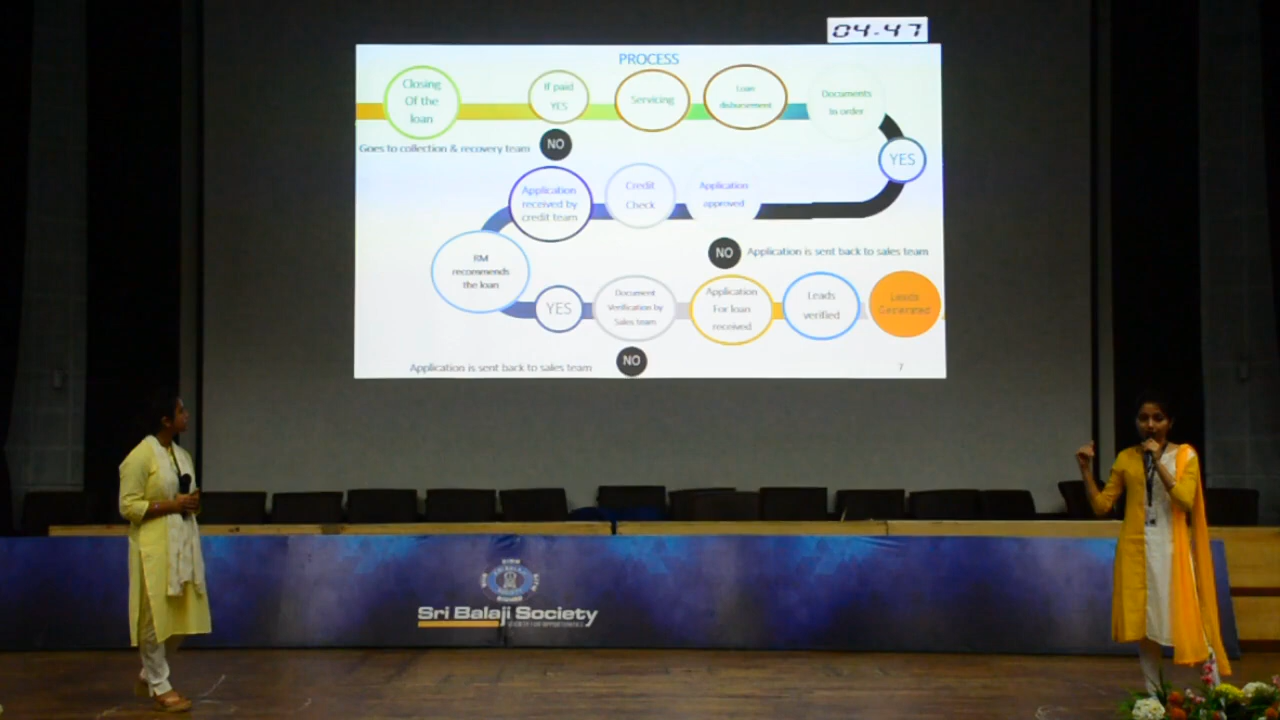 04-47
PROCESS
Closing
Of the
loan
If paid
YES
Servicing
Loan
disbursement
Documents
In order
NO
Goes to collection & recovery team
YES
Application
received by
credit team
Credit
Check
Application
approved
NO
Application is sent back to sales team
RM
recommends
the loan
YES
Document
Verification by
Sales team
Application
For loan
received
Leads
verified
Leads
Generated
NO
Application is sent back to sales team
7
Sri Balaji Society